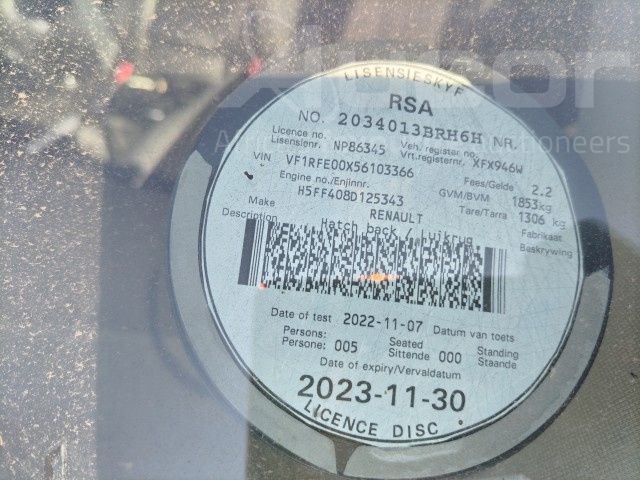 LISENSIESKYF
RSA
NO. 2034013BRH6H NR.
Licence no. Lisensienr. NP86345 Veh. register no. Vrt.registernr. XFX946W
VIN VF1RFE00X56103366 Fees/Gelde 2.2
Engine no./Enjinnr. H5FF408D125343 GVM/BVM 1853kg
Make RENAULT Tare/Tarra 1306 kg Fabrikaat
Description Hatch back / Luikrug Beskrywing
Date of test 2022-11-07 Datum van toets
Persons: Persone: 005 Seated Sittende 000 Standing Staande
Date of expiry/Vervaldatum
2023-11-30
LICENCE DISC